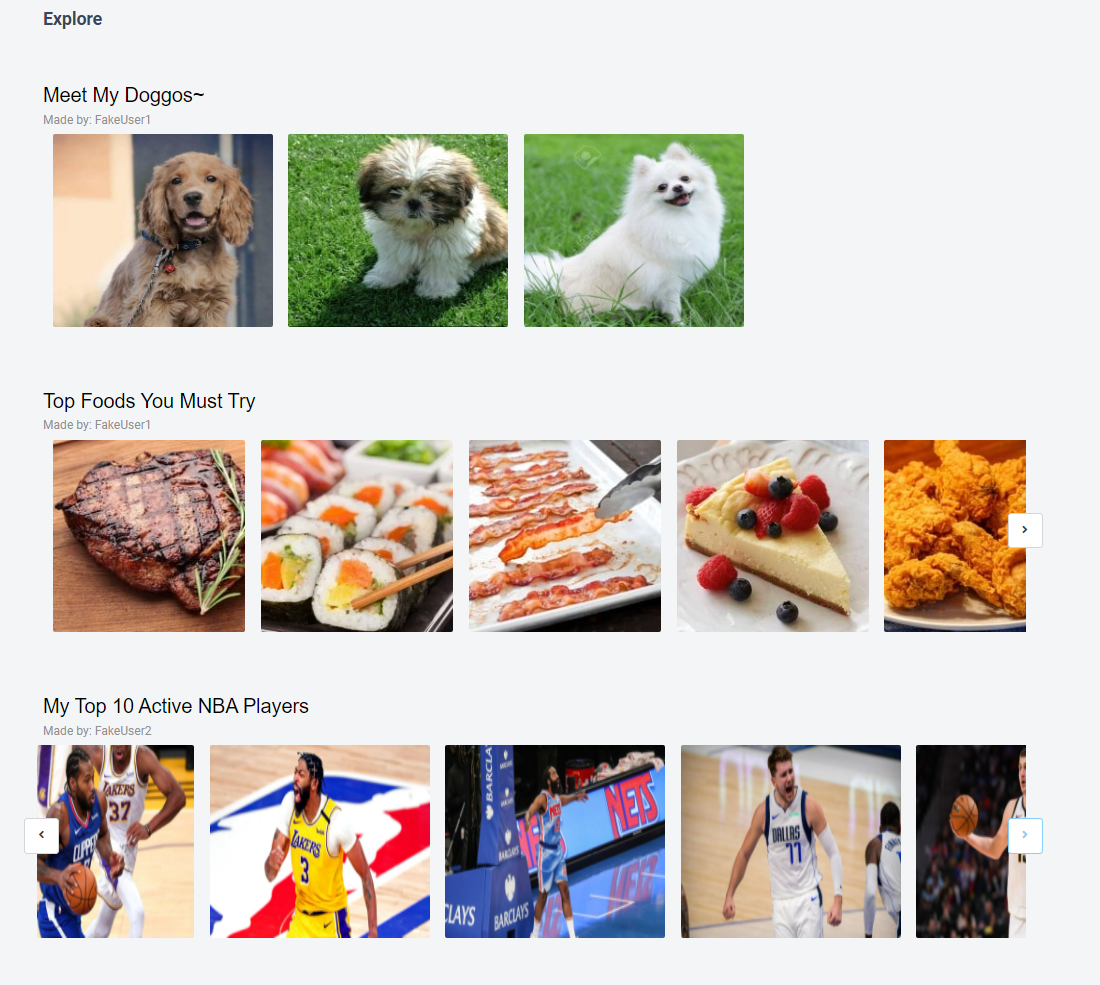 Explore
Meet My Doggos~
Made by: FakeUser1
Top Foods You Must Try
Made by: FakeUser1
My Top 10 Active NBA Players
Made by: FakeUser2
LAKERS
37
CLIPPERS
LAKERS
3
BARCLA
NETS
BARCLAYS
CLAYS
BARCLAYS
DALLAS
77